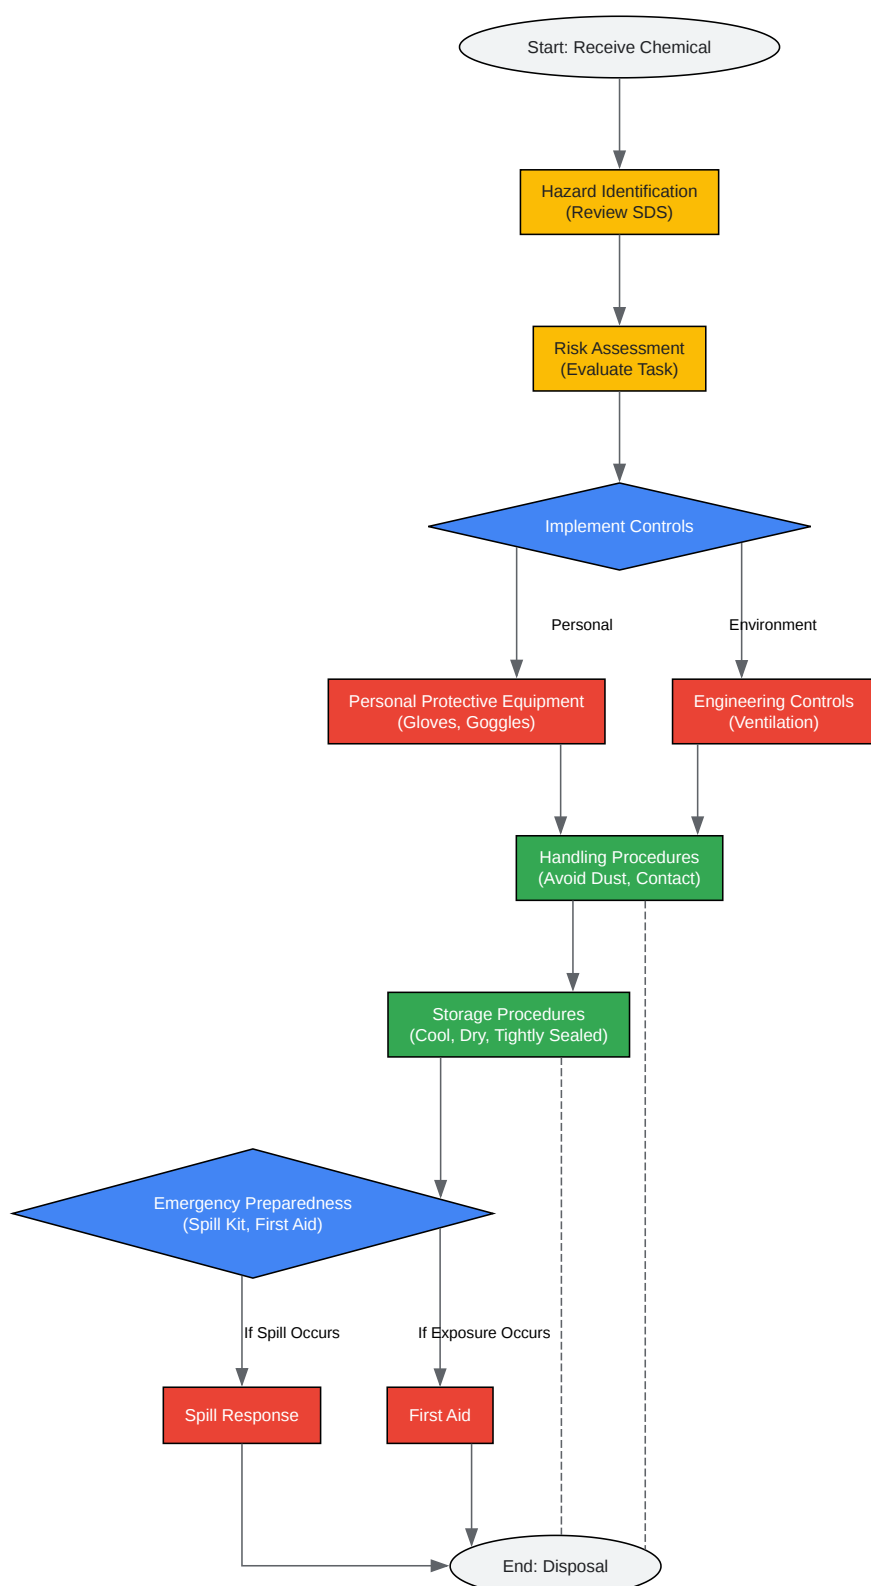 Start: Receive Chemical
Hazard Identification
(Review SDS)
Risk Assessment
(Evaluate Task)
Implement Controls
Personal
Environment
Personal Protective Equipment
(Gloves, Goggles)
Engineering Controls
(Ventilation)
Handling Procedures
(Avoid Dust, Contact)
Storage Procedures
(Cool, Dry, Tightly Sealed)
Emergency Preparedness
(Spill Kit, First Aid)
If Spill Occurs
If Exposure Occurs
Spill Response
First Aid
End: Disposal